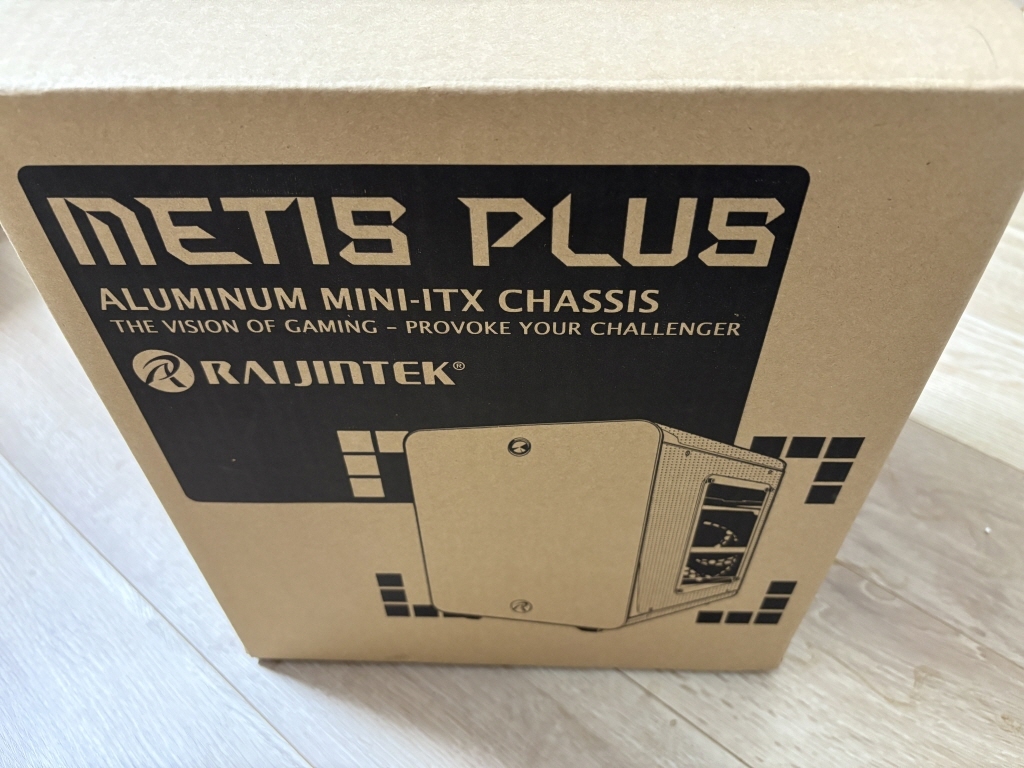 METIS PLUS
ALUMINUM MINI-ITX CHASSIS
THE VISION OF GAMING – PROVOKE YOUR CHALLENGER
RAIJINTEK®